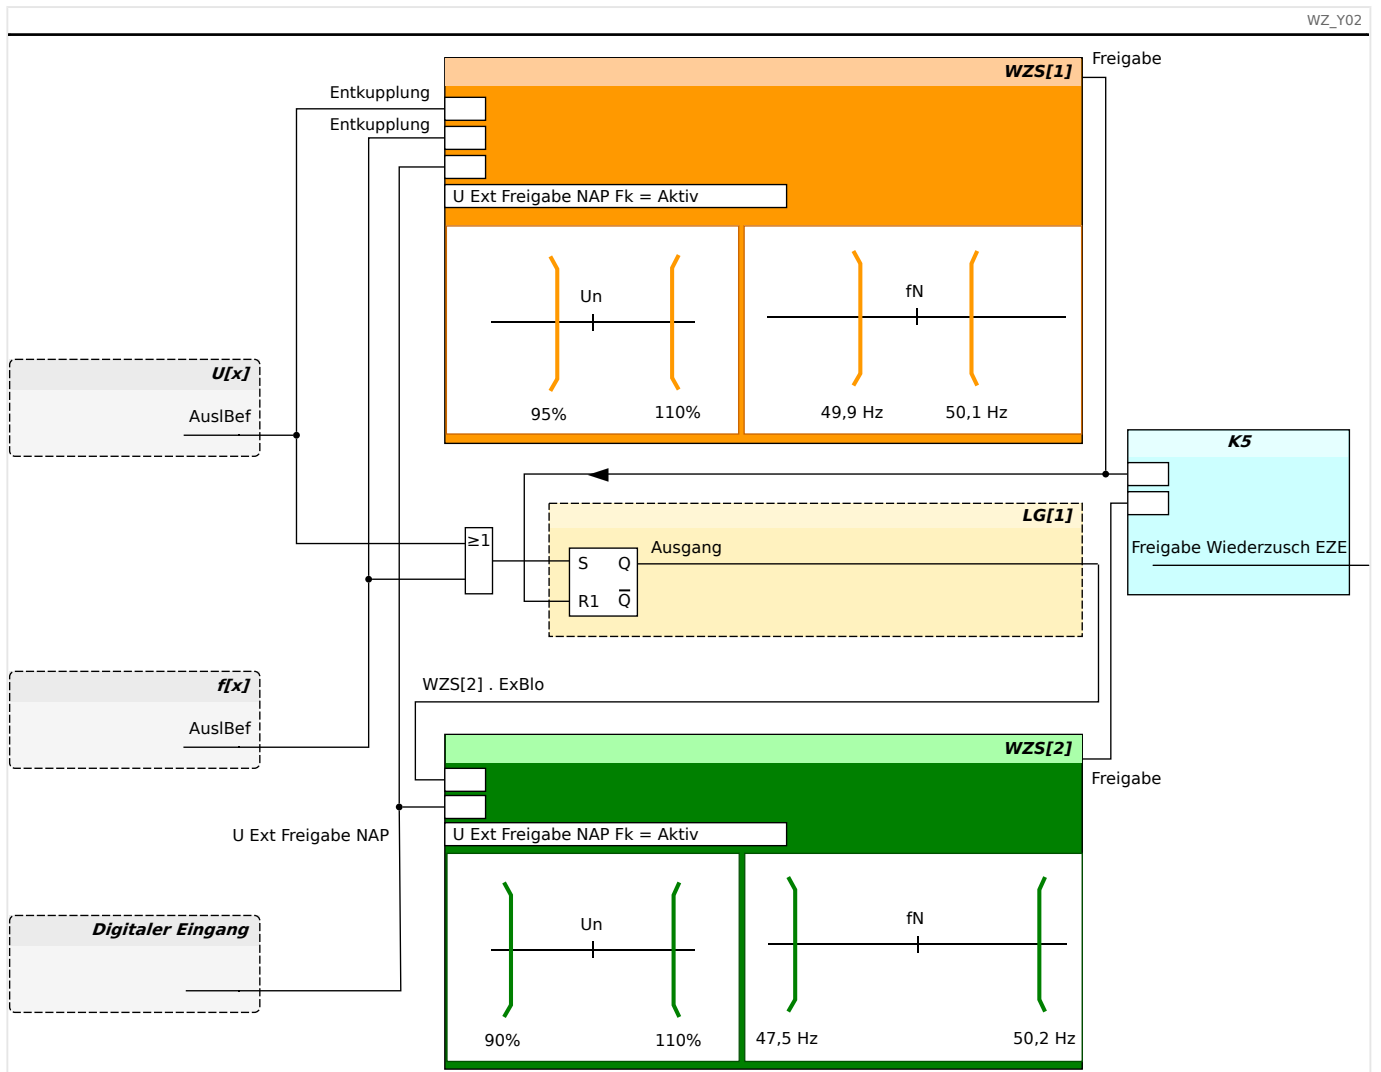 WZ_Y02
Freigabe
WZS[1]
Entkupplung
Entkupplung
U Ext Freigabe NAP Fk = Aktiv
Un
fN
95%
110%
49,9 Hz
50,1 Hz
U[x]
AuslBef
K5
Freigabe Wiederzusch EZE
LG[1]
≥1
Ausgang
S Q
R1 Q̅
f[x]
AuslBef
WZS[2] . ExBlo
WZS[2]
Freigabe
U Ext Freigabe NAP
U Ext Freigabe NAP Fk = Aktiv
Un
fN
90%
110%
47,5 Hz
50,2 Hz
Digitaler Eingang